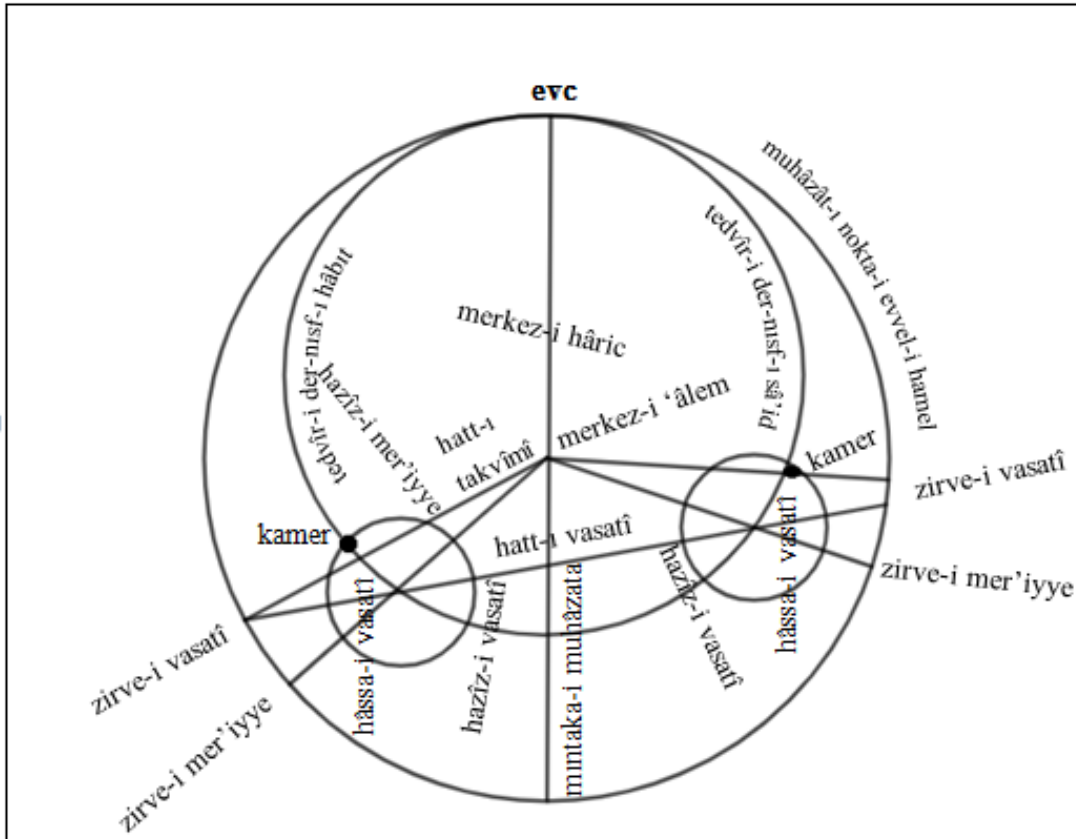 evc
muhâzât-ı nokta-i evvel-i hamel
tedvîr-i der-nısf-ı sâ'id
tedvîr-i der-nısf-ı hâbıt
merkez-i hâric
hazîz-i mer'iyye
hatt-ı
takvîmî
merkez-i ‘âlem
kamer
zirve-i vasatî
kamer
hatt-ı vasatî
hâssa-i vasatî
zirve-i mer’iyye
hazîz-i vasatî
hâssa-i vasatî
hazîz-i vasatî
mıntaka-i muhâzata
zirve-i vasatî
zirve-i mer’iyye